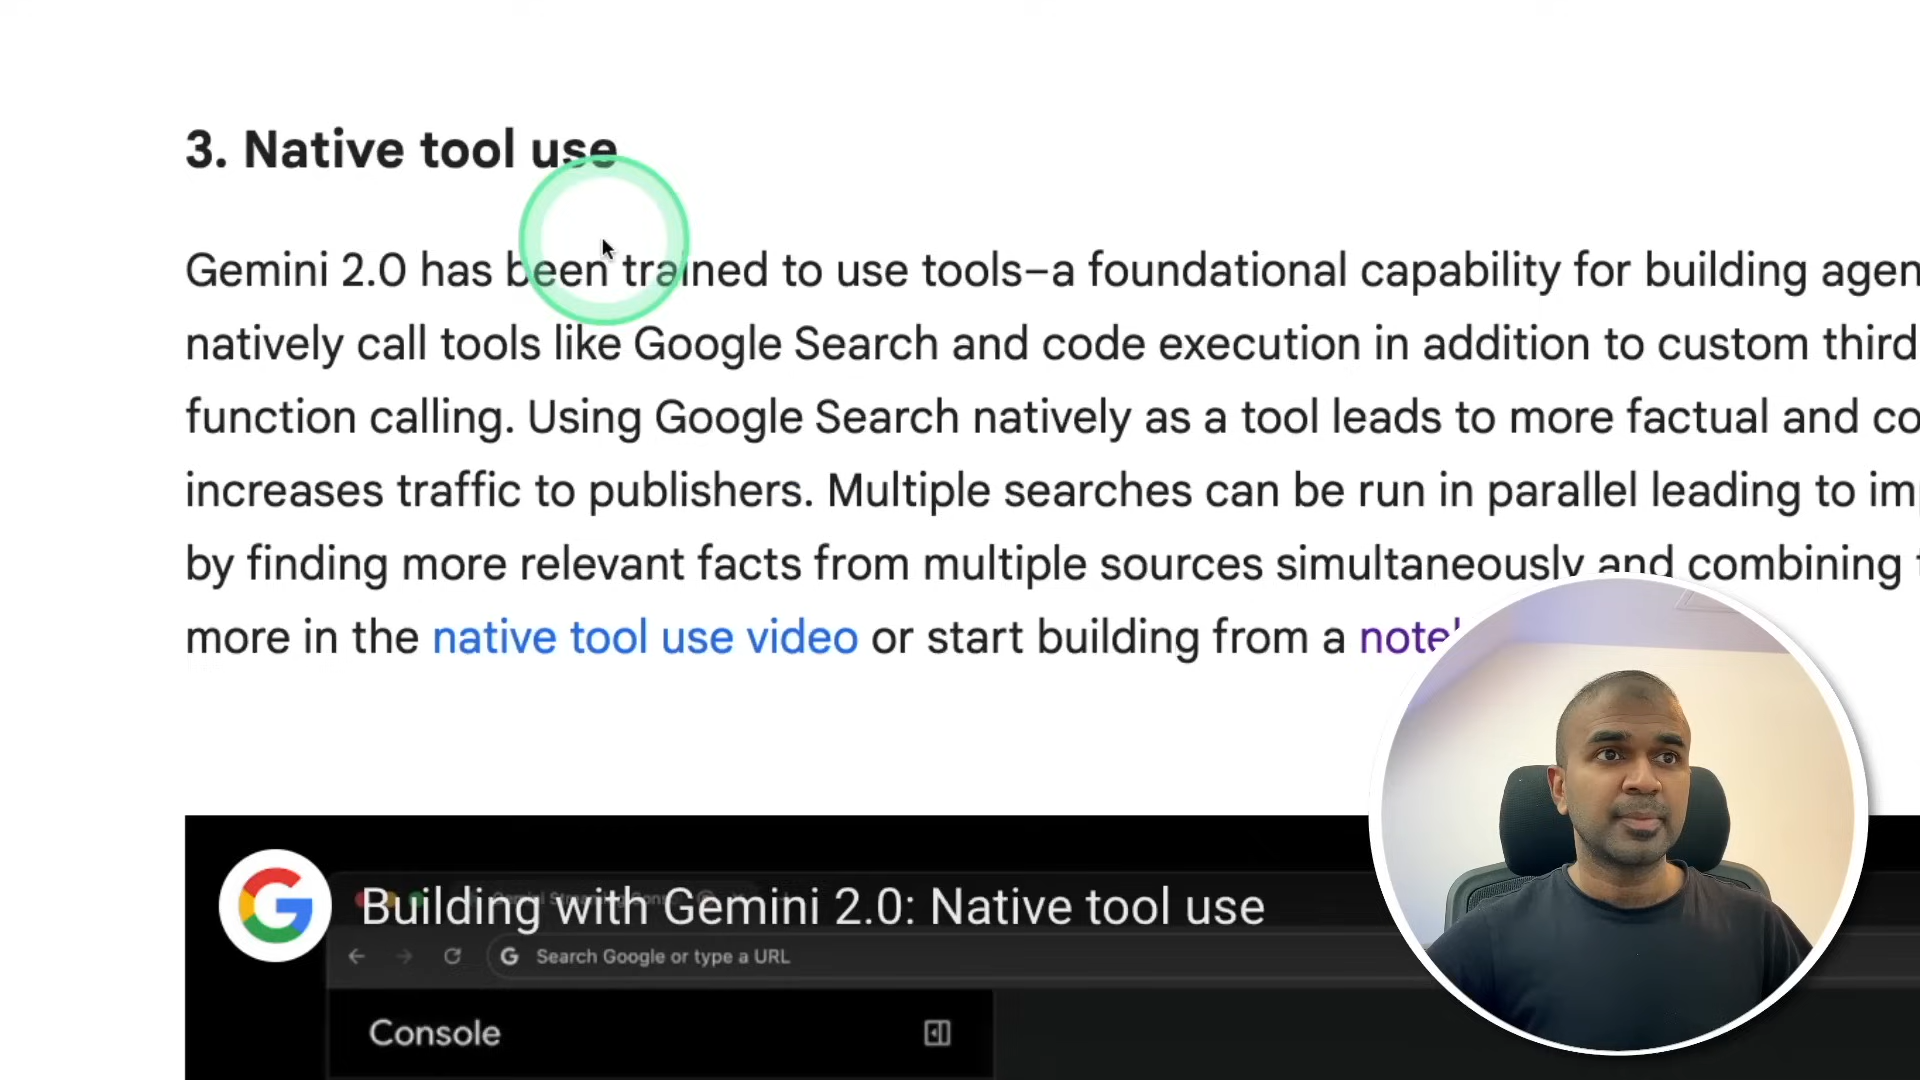 3. Native tool use
Gemini 2.0 has been trained to use tools–a foundational capability for building agen
natively call tools like Google Search and code execution in addition to custom third
function calling. Using Google Search natively as a tool leads to more factual and co
increases traffic to publishers. Multiple searches can be run in parallel leading to im
by finding more relevant facts from multiple sources simultaneously and combining
more in the native tool use video or start building from a note
Building with Gemini 2.0: Native tool use
Search Google or type a URL
Console